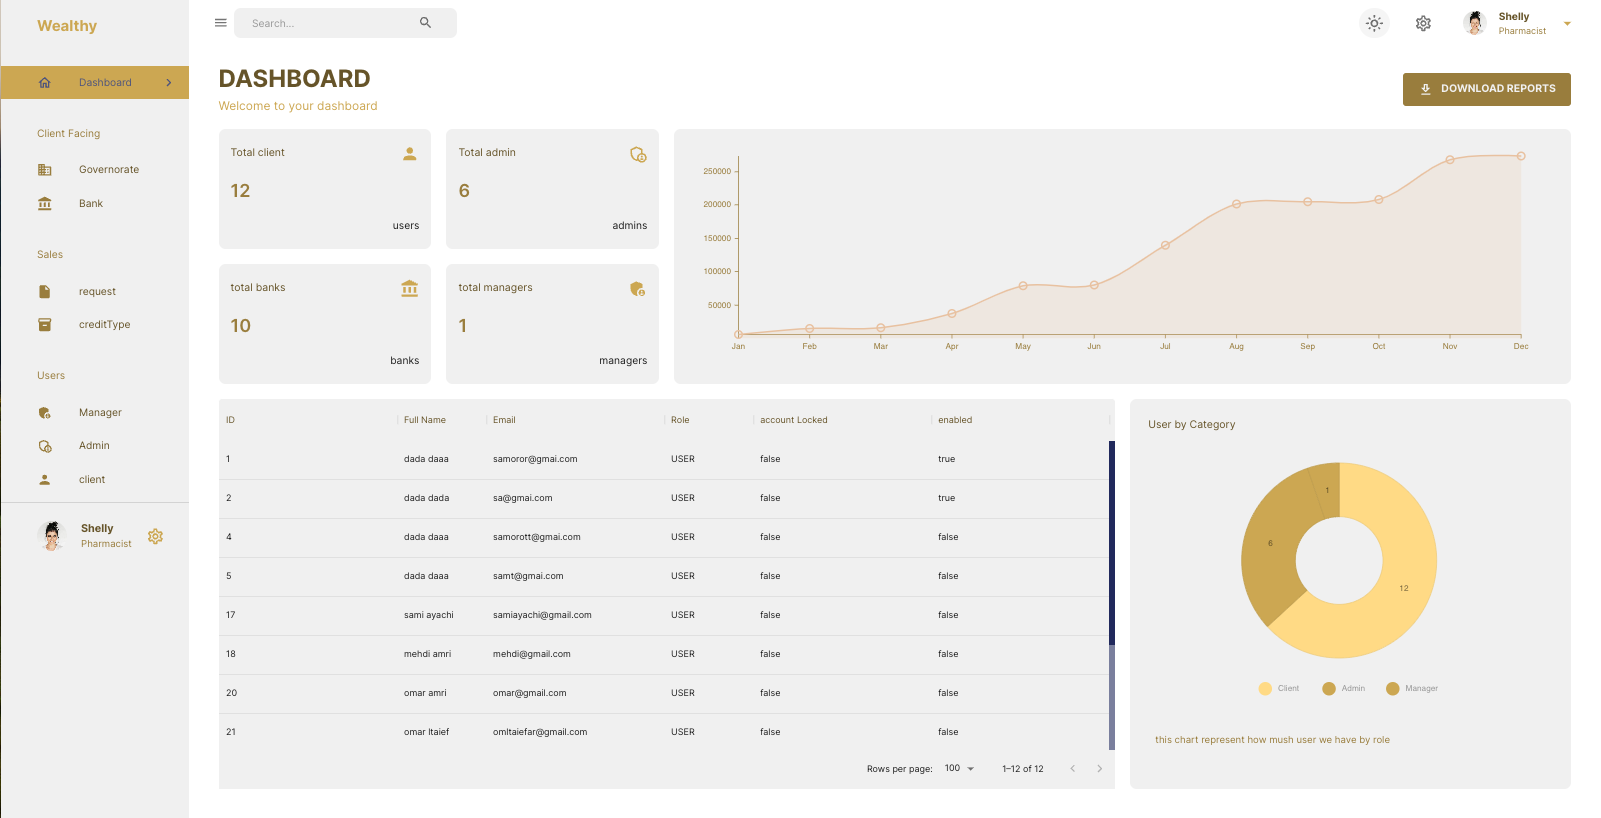 Wealthy
Search...
Shelly
Pharmacist
Dashboard
Client Facing
Governorate
Bank
Sales
request
creditType
Users
Manager
Admin
client
Shelly
Pharmacist
DASHBOARD
Welcome to your dashboard
DOWNLOAD REPORTS
Total client
12
users
Total admin
6
admins
total banks
10
banks
total managers
1
managers
250000
200000
150000
100000
50000
Jan Feb Mar Apr May Jun Jul Aug Sep Oct Nov Dec
ID Full Name Email Role account Locked enabled
1 dada daaa samoror@gmai.com USER false true
2 dada dada sa@gmai.com USER false true
4 dada daaa samorott@gmai.com USER false false
5 dada daaa samt@gmai.com USER false false
17 sami ayachi samiayachi@gmail.com USER false false
18 mehdi amri mehdi@gmail.com USER false false
20 omar amri omar@gmail.com USER false false
21 omar ltaief omltaiefar@gmail.com USER false false
Rows per page: 100 1–12 of 12
User by Category
1
6
12
Client Admin Manager
this chart represent how mush user we have by role